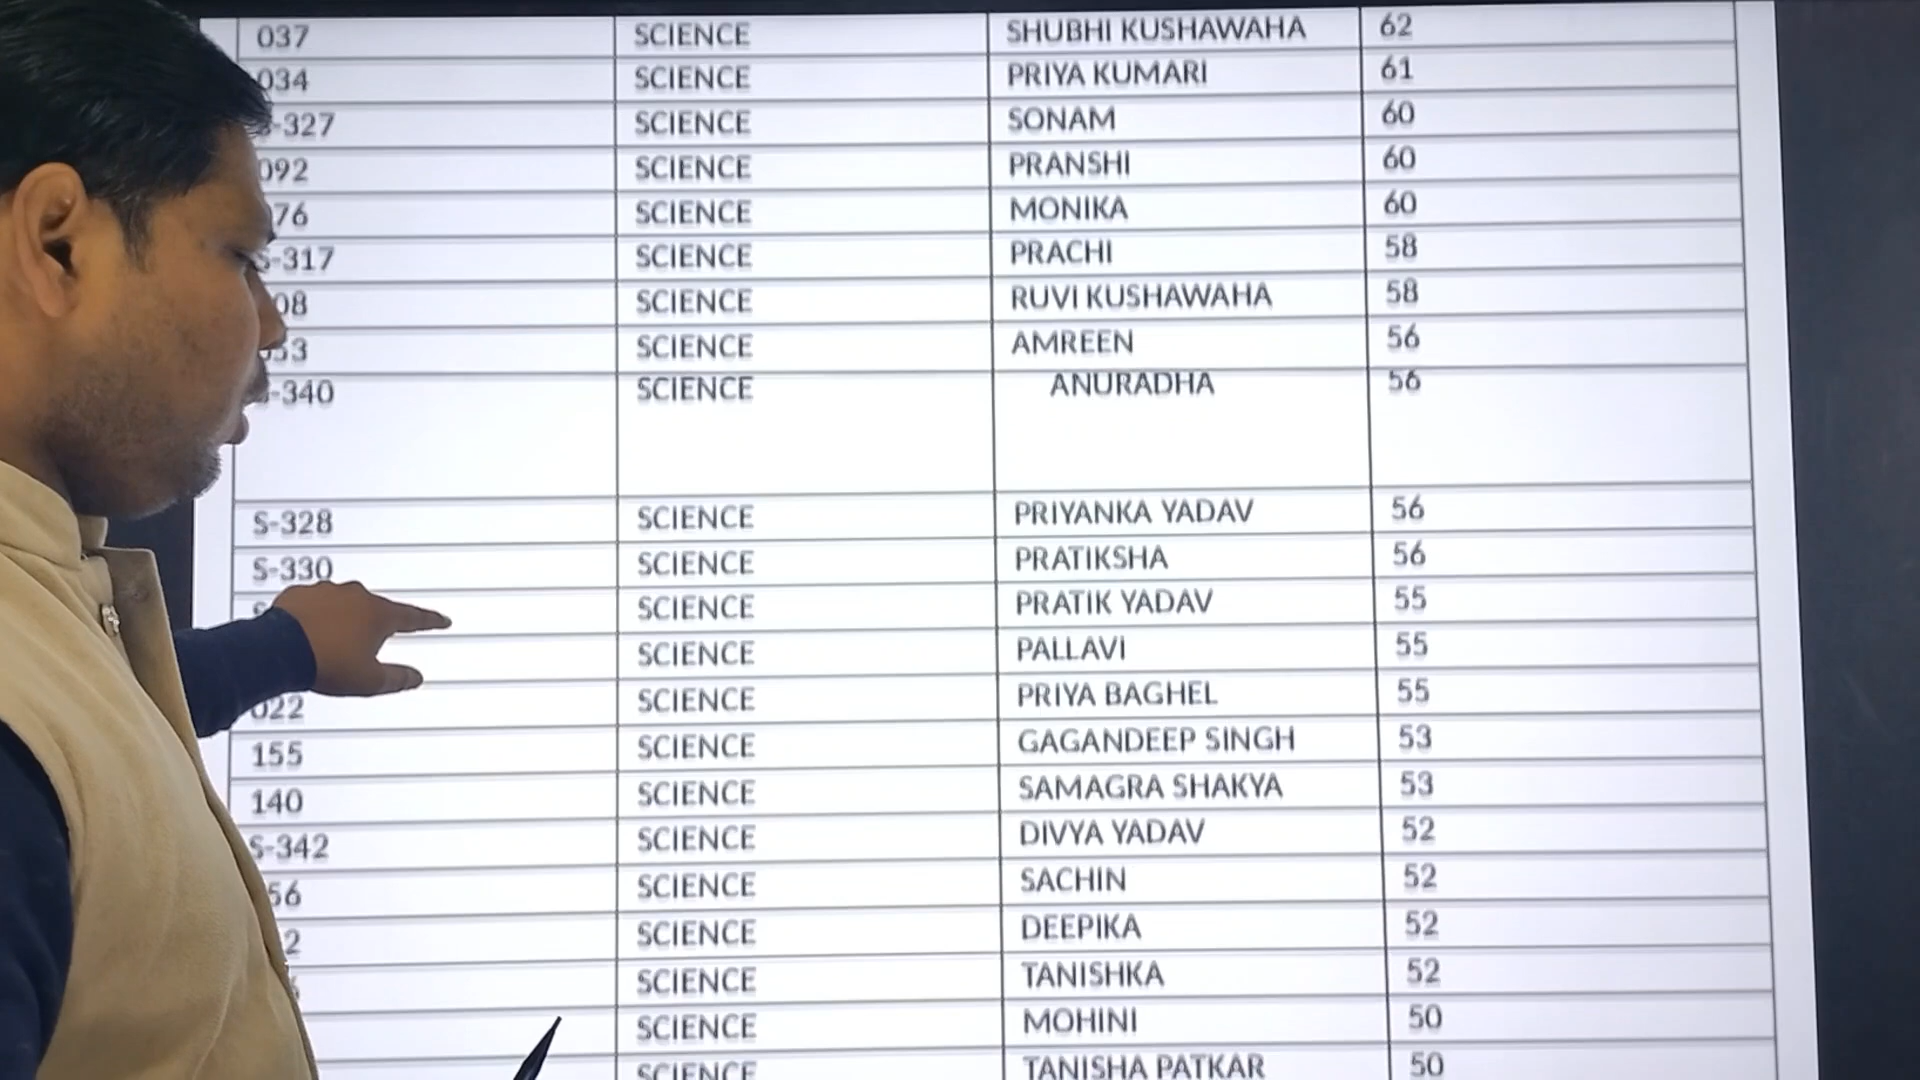 037 SCIENCE SHUBHI KUSHAWAHA 62
034 SCIENCE PRIYA KUMARI 61
-327 SCIENCE SONAM 60
092 SCIENCE PRANSHI 60
76 SCIENCE MONIKA 60
S-317 SCIENCE PRACHI 58
08 SCIENCE RUVI KUSHAWAHA 58
053 SCIENCE AMREEN 56
-340 SCIENCE ANURADHA 56
S-328 SCIENCE PRIYANKA YADAV 56
S-330 SCIENCE PRATIKSHA 56
SCIENCE PRATIK YADAV 55
SCIENCE PALLAVI 55
022 SCIENCE PRIYA BAGHEL 55
155 SCIENCE GAGANDEEP SINGH 53
140 SCIENCE SAMAGRA SHAKYA 53
S-342 SCIENCE DIVYA YADAV 52
56 SCIENCE SACHIN 52
2 SCIENCE DEEPIKA 52
SCIENCE TANISHKA 52
SCIENCE MOHINI 50
SCIENCE TANISHA PATKAR 50